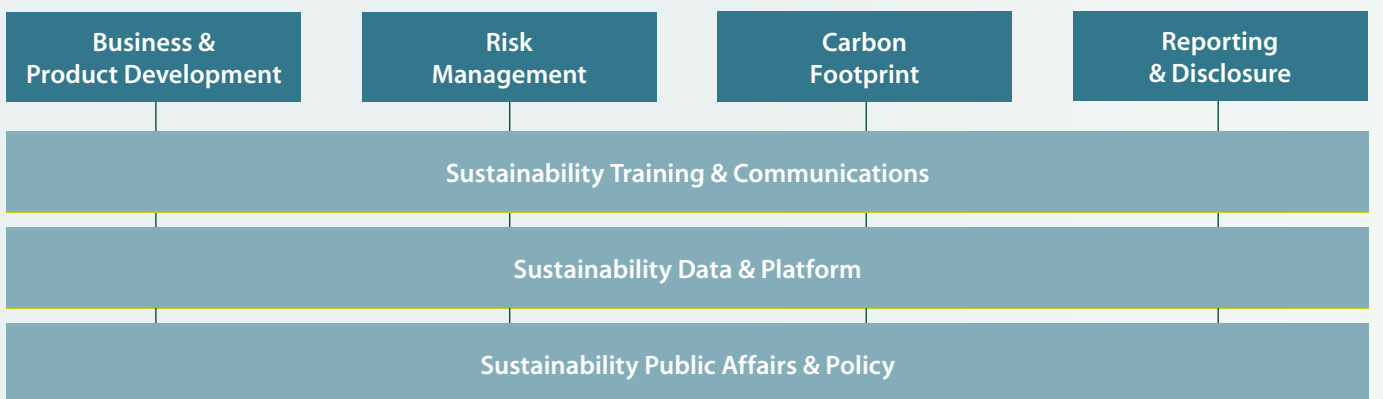 Business &
Product Development
Risk
Management
Carbon
Footprint
Reporting
& Disclosure
Sustainability Training & Communications
Sustainability Data & Platform
Sustainability Public Affairs & Policy